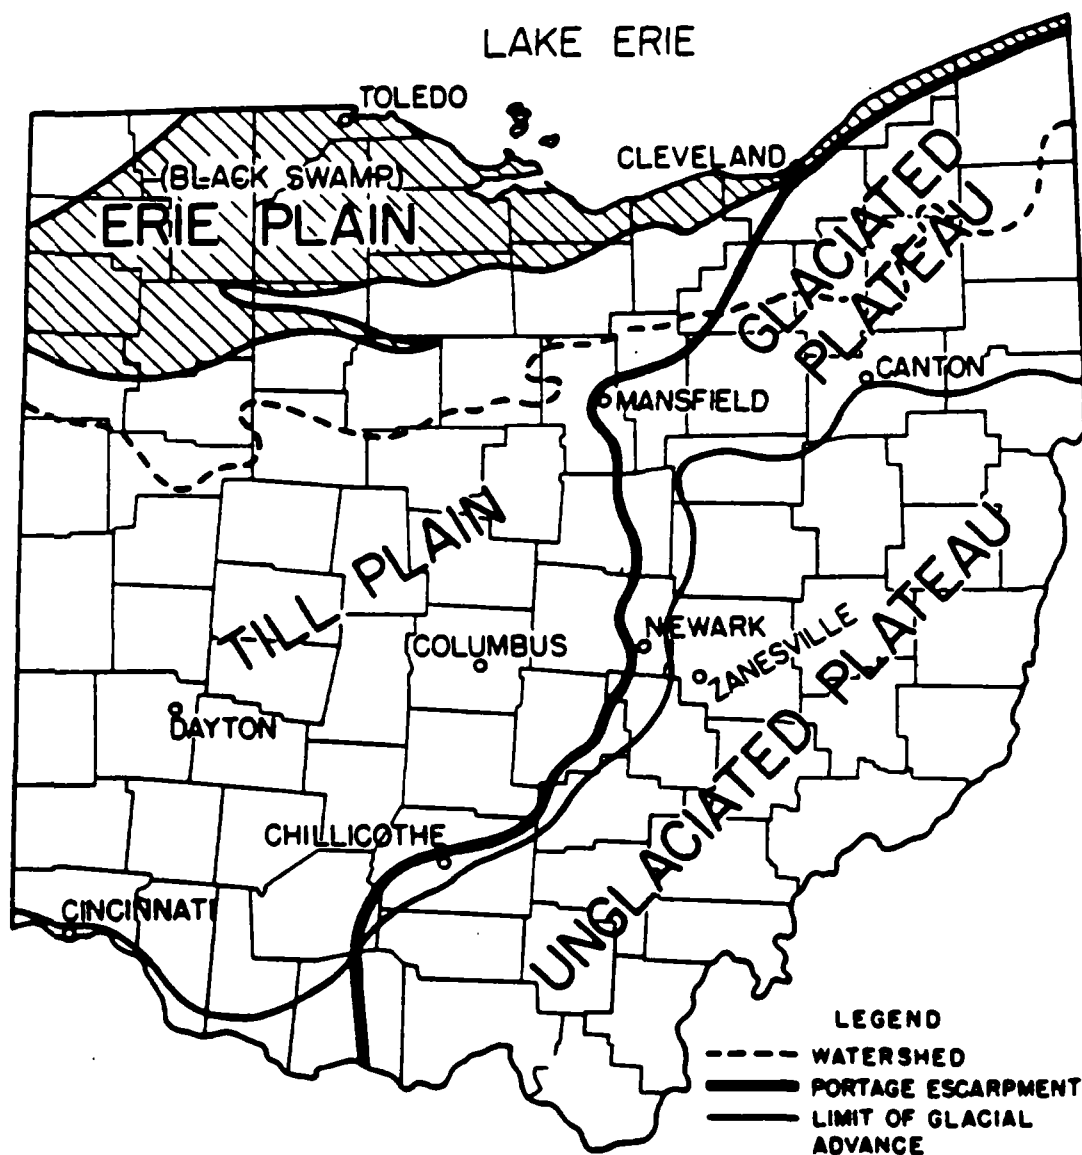 LAKE ERIE
TOLEDO
CLEVELAND
(BLACK SWAMP)
ERIE PLAIN
GLACIATED
PLATEAU
CANTON
MANSFIELD
TILL PLAIN
NEWARK
COLUMBUS
ZANESVILLE
DAYTON
UNGLACIATED PLATEAU
CHILLICOTHE
CINCINNATI
LEGEND
WATERSHED
PORTAGE ESCARPMENT
LIMIT OF GLACIAL
ADVANCE